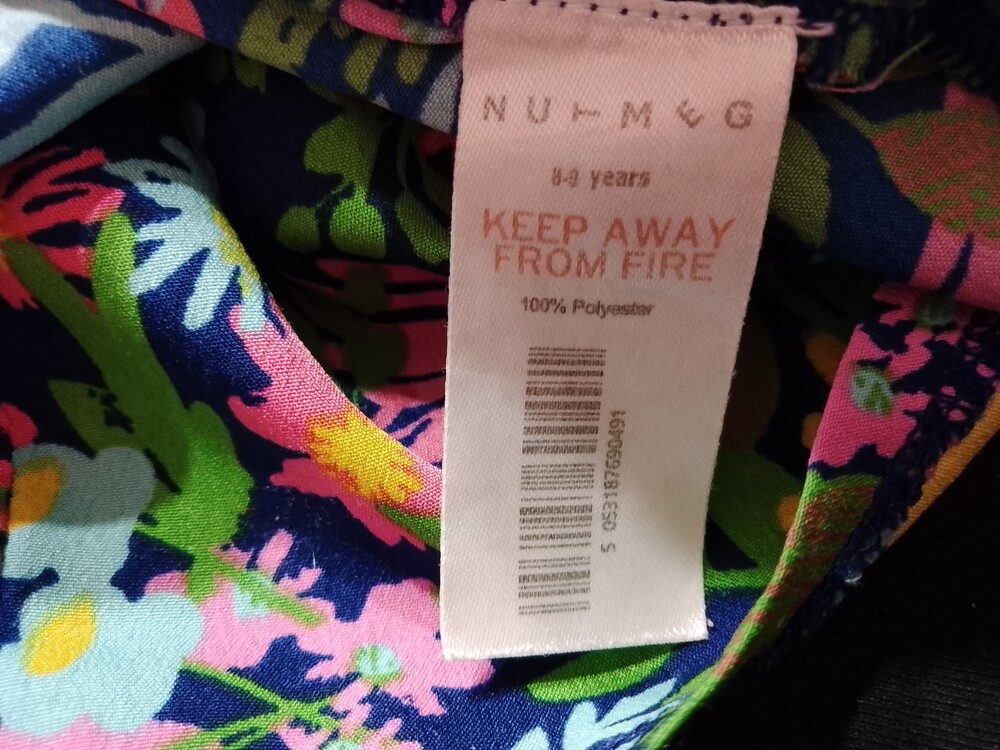 NUTMEG
8-9 years
KEEP AWAY
FROM FIRE
100% Polyester
5 053187690491